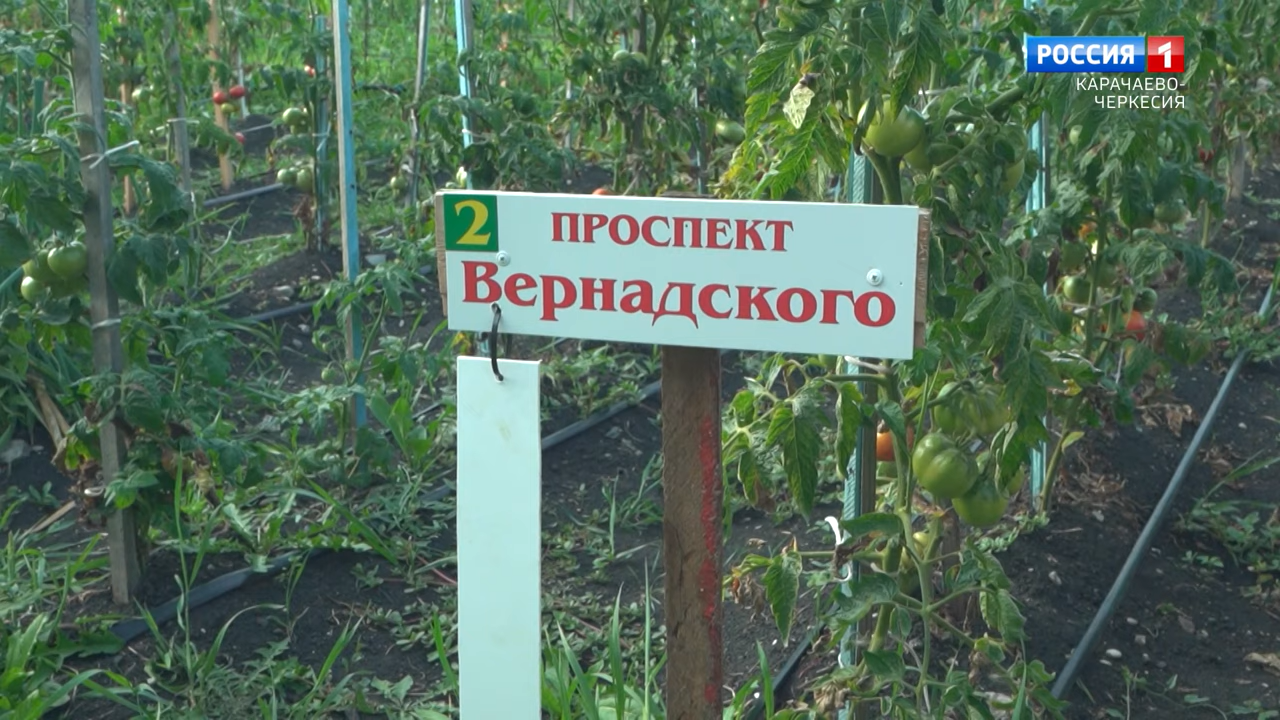 РОССИЯ 1
КАРАЧАЕВО-
ЧЕРКЕСИЯ
2 ПРОСПЕКТ
Вернадского